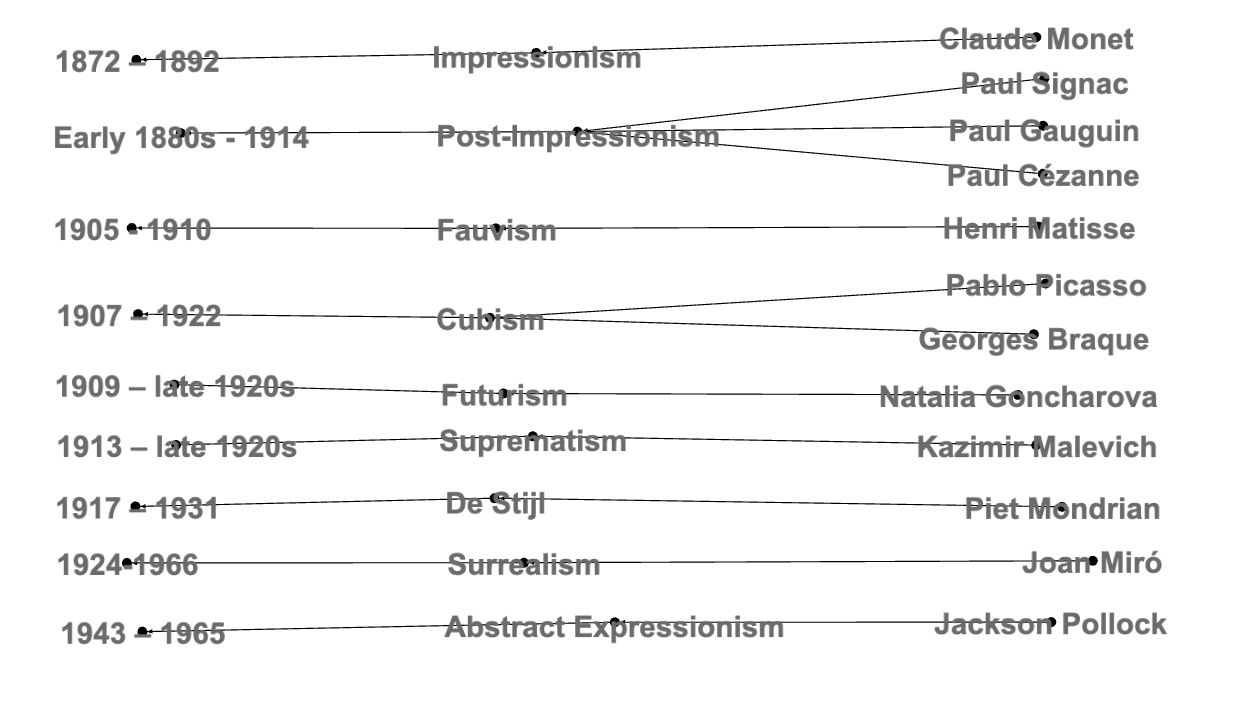 1872 – 1892 Impressionism Claude Monet
Paul Signac
Early 1880s - 1914 Post-Impressionism Paul Gauguin
Paul Cézanne
1905 - 1910 Fauvism Henri Matisse
Pablo Picasso
1907 – 1922 Cubism
Georges Braque
1909 – late 1920s Futurism Natalia Goncharova
1913 – late 1920s Suprematism Kazimir Malevich
1917 – 1931 De Stijl Piet Mondrian
1924-1966 Surrealism Joan Miró
1943 – 1965 Abstract Expressionism Jackson Pollock